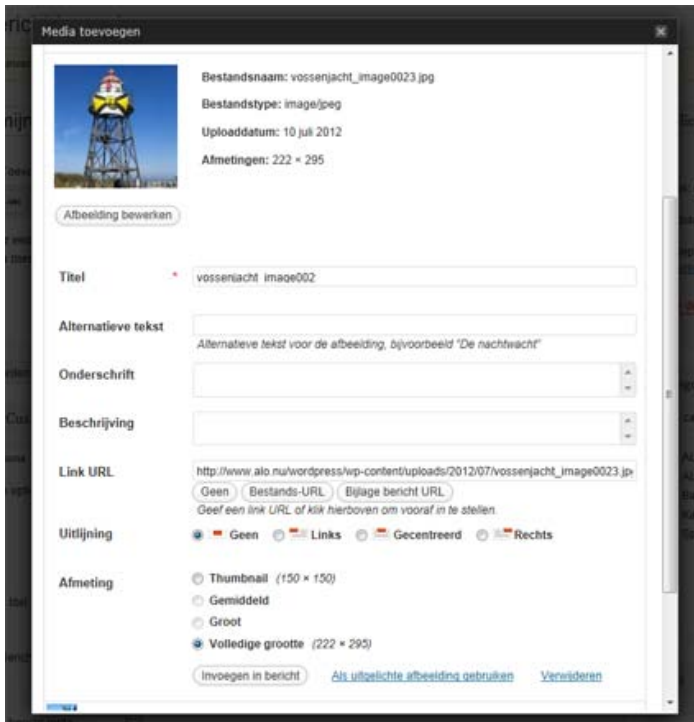 Media toevoegen
Bestandsnaam: vossenjacht_image0023.jpg
Bestandstype: image/jpeg
Uploaddatum: 10 juli 2012
Afmetingen: 222 × 295
Afbeelding bewerken
Titel * vossenjacht_image002
Alternatieve tekst
Alternatieve tekst voor de afbeelding, bijvoorbeeld "De nachtwacht"
Onderschrift
Beschrijving
Link URL http://www.alo.nu/wordpress/wp-content/uploads/2012/07/vossenjacht_image0023.jp
Geen Bestands-URL Bijlage bericht URL
Geef een link URL of klik hierboven om vooraf in te stellen.
Uitlijning Geen Links Gecentreerd Rechts
Afmeting Thumbnail (150 × 150)
Gemiddeld
Groot
Volledige grootte (222 × 295)
Invoegen in bericht Als uitgelichte afbeelding gebruiken Verwijderen